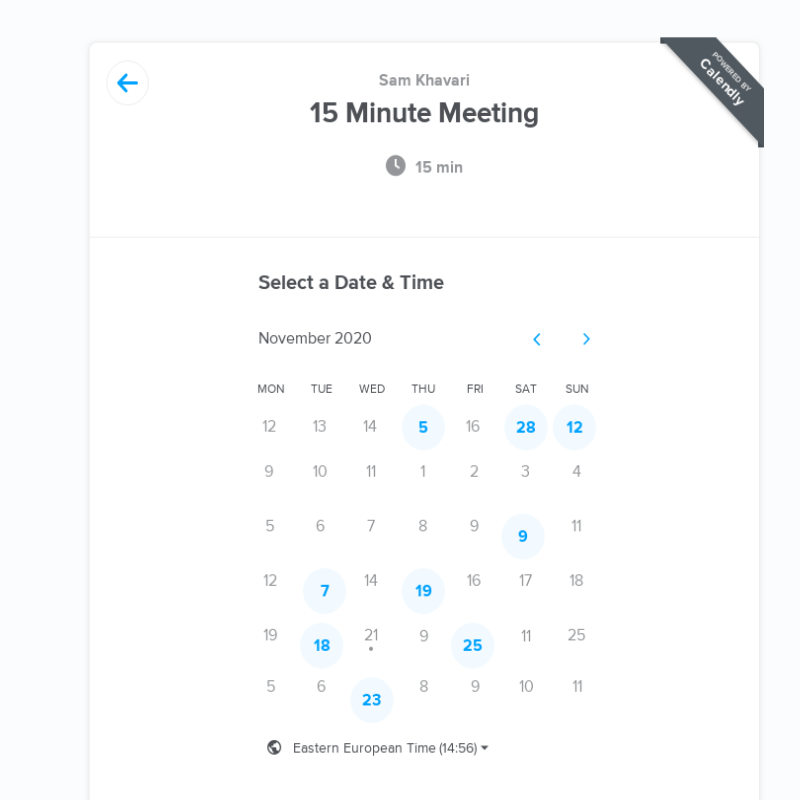 POWERED BY
Calendly
Sam Khavari
15 Minute Meeting
15 min
Select a Date & Time
November 2020
MON TUE WED THU FRI SAT SUN
12 13 14 5 16 28 12
9 10 11 1 2 3 4
5 6 7 8 9 9 11
12 7 14 19 16 17 18
19 18 21 9 25 11 25
5 6 23 8 9 10 11
Eastern European Time (14:56)